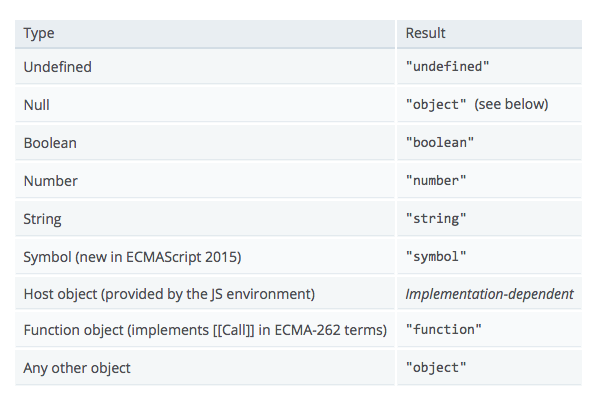 Type Result
Undefined "undefined"
Null "object" (see below)
Boolean "boolean"
Number "number"
String "string"
Symbol (new in ECMAScript 2015) "symbol"
Host object (provided by the JS environment) Implementation-dependent
Function object (implements [[Call]] in ECMA-262 terms) "function"
Any other object "object"